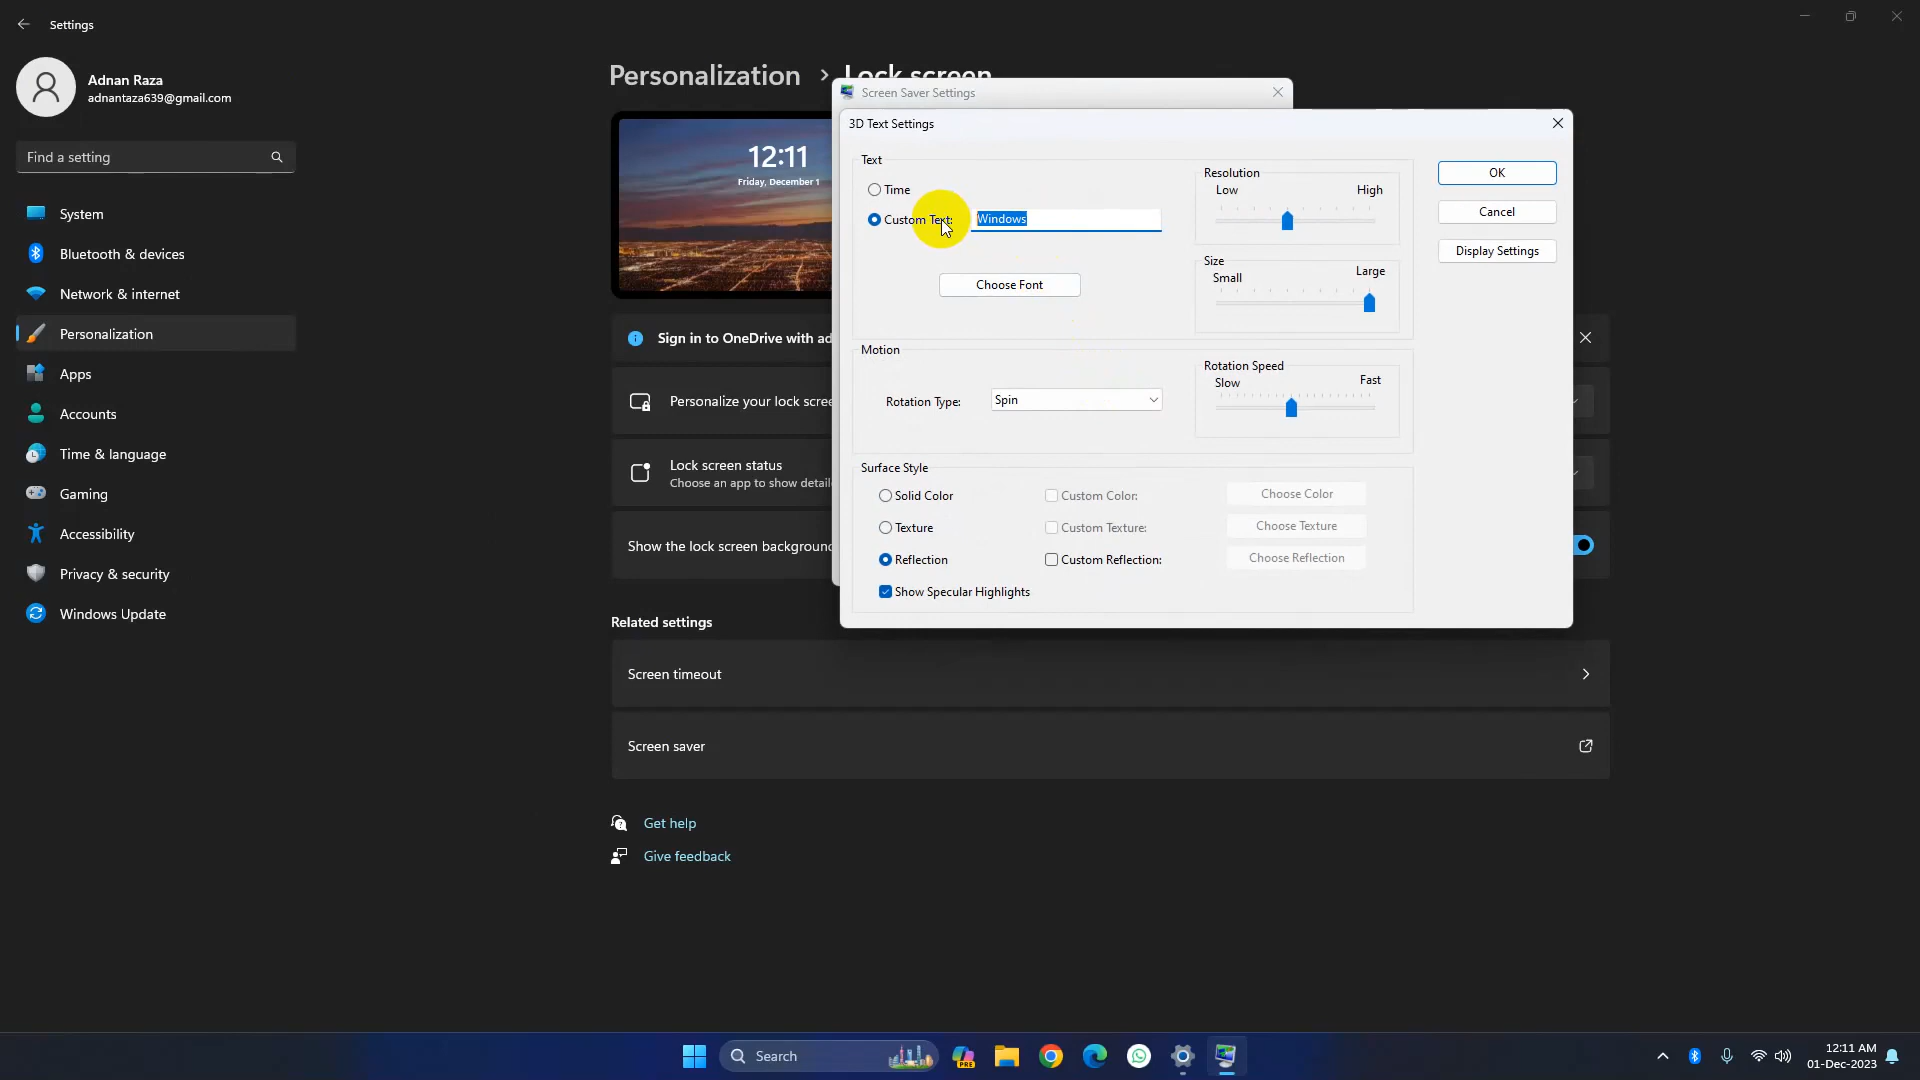 Settings
Adnan Raza
adnantaza639@gmail.com
Find a setting
System
Bluetooth & devices
Network & internet
Personalization
Apps
Accounts
Time & language
Gaming
Accessibility
Privacy & security
Windows Update
Personalization > Lock screen
12:11
Friday, December 1
Sign in to OneDrive with
Personalize your lock
Lock screen status
Choose an app to show
Show the lock screen
Related settings
Screen timeout
Screen saver
Get help
Give feedback
Screen Saver Settings
3D Text Settings
Text
Time
Custom Text:
Windows
Choose Font
Resolution
Low
High
Size
Small
Large
OK
Cancel
Display Settings
Motion
Rotation Type:
Spin
Rotation Speed
Slow
Fast
Surface Style
Solid Color
Custom Color:
Choose Color
Texture
Custom Texture:
Choose Texture
Reflection
Custom Reflection:
Choose Reflection
Show Specular Highlights
Search
PRE
12:11 AM
01-Dec-2023